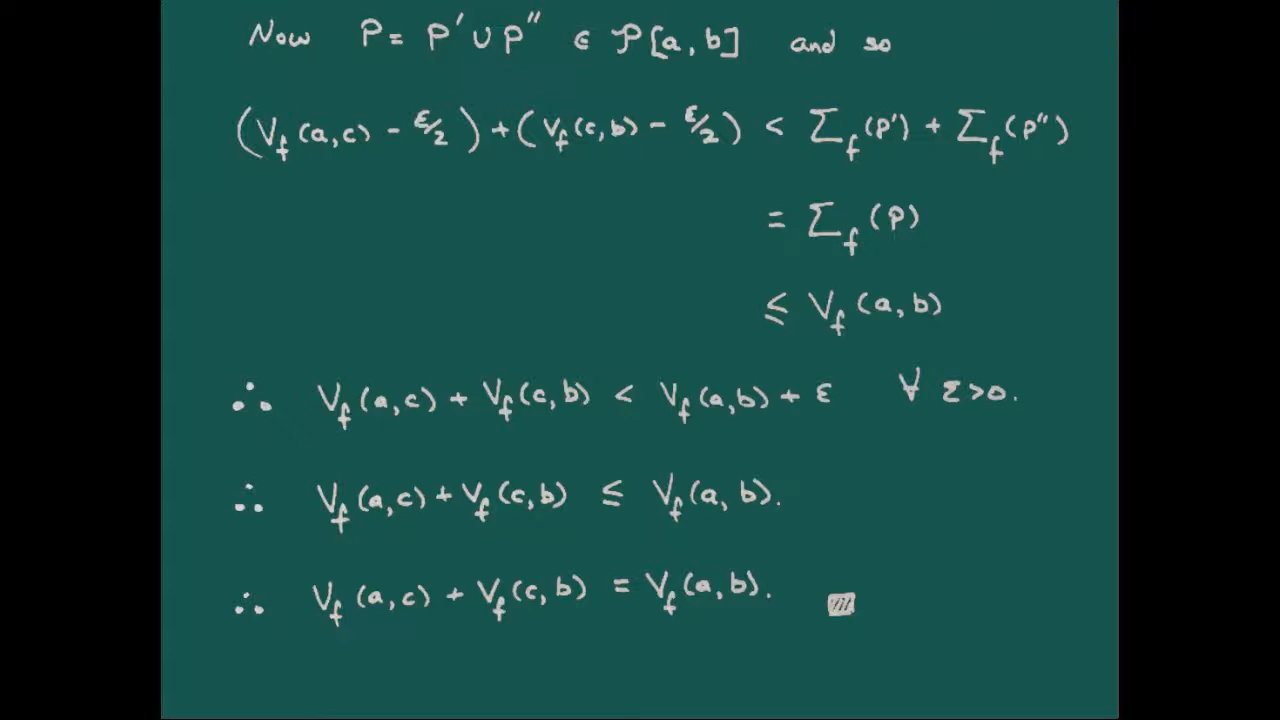 Now P = P' ∪ P'' ∈ 𝒫[a, b] and so
(V_f(a,c) - ε/2) + (V_f(c,b) - ε/2) < Σ_f(P') + Σ_f(P'')
= Σ_f(P)
≤ V_f(a,b)
∴ V_f(a,c) + V_f(c,b) < V_f(a,b) + ε ∀ ε>0.
∴ V_f(a,c) + V_f(c,b) ≤ V_f(a,b).
∴ V_f(a,c) + V_f(c,b) = V_f(a,b).